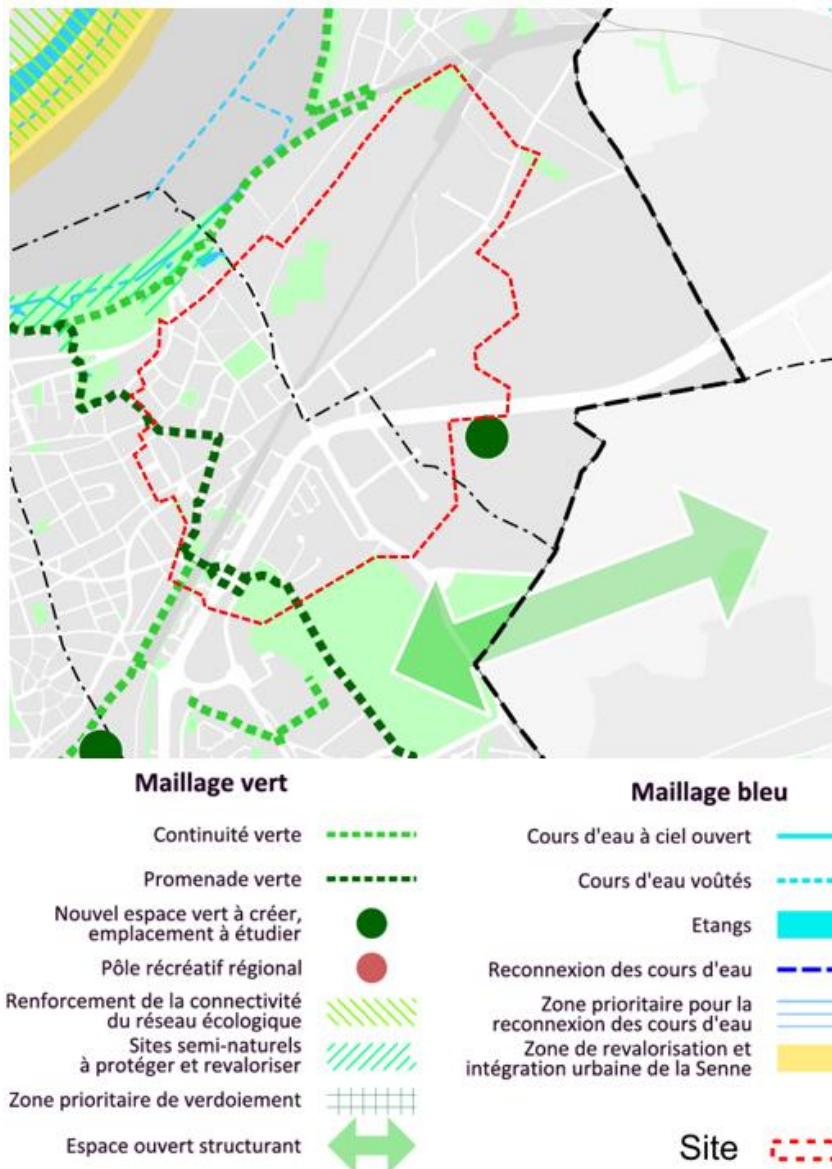 Maillage vert
Continuité verte
Promenade verte
Nouvel espace vert à créer,
emplacement à étudier
Pôle récréatif régional
Renforcement de la connectivité
du réseau écologique
Sites semi-naturels
à protéger et revaloriser
Zone prioritaire de verdoiement
Espace ouvert structurant
Maillage bleu
Cours d'eau à ciel ouvert
Cours d'eau voûtés
Etangs
Reconnexion des cours d'eau
Zone prioritaire pour la
reconnexion des cours d'eau
Zone de revalorisation et
intégration urbaine de la Senne
Site